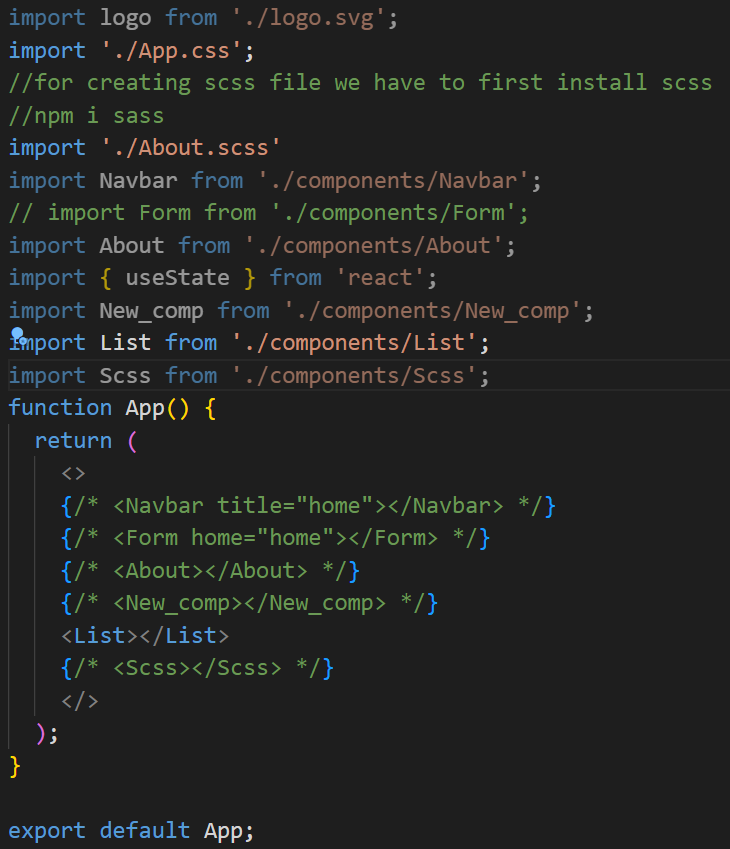 import logo from './logo.svg';
import './App.css';
//for creating scss file we have to first install scss
//npm i sass
import './About.scss'
import Navbar from './components/Navbar';
// import Form from './components/Form';
import About from './components/About';
import { useState } from 'react';
import New_comp from './components/New_comp';
import List from './components/List';
import Scss from './components/Scss';
function App() {
  return (
    <>
    {/* <Navbar title="home"></Navbar> */}
    {/* <Form home="home"></Form> */}
    {/* <About></About> */}
    {/* <New_comp></New_comp> */}
    <List></List>
    {/* <Scss></Scss> */}
    </>
  );
}

export default App;